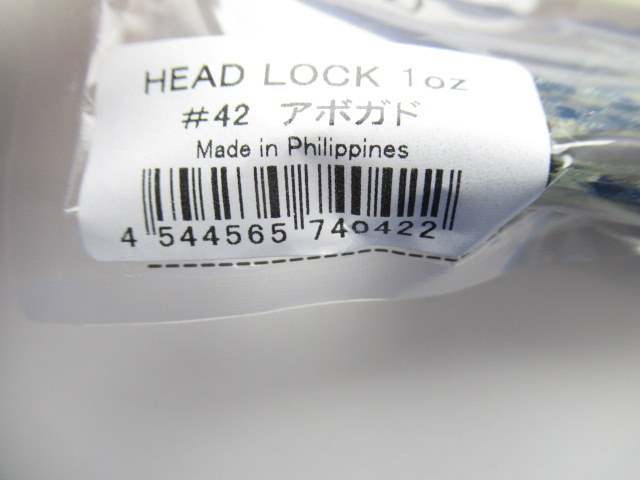 HEAD LOCK 1oz
#42 アボガド
Made in Philippines
4 544565 740422